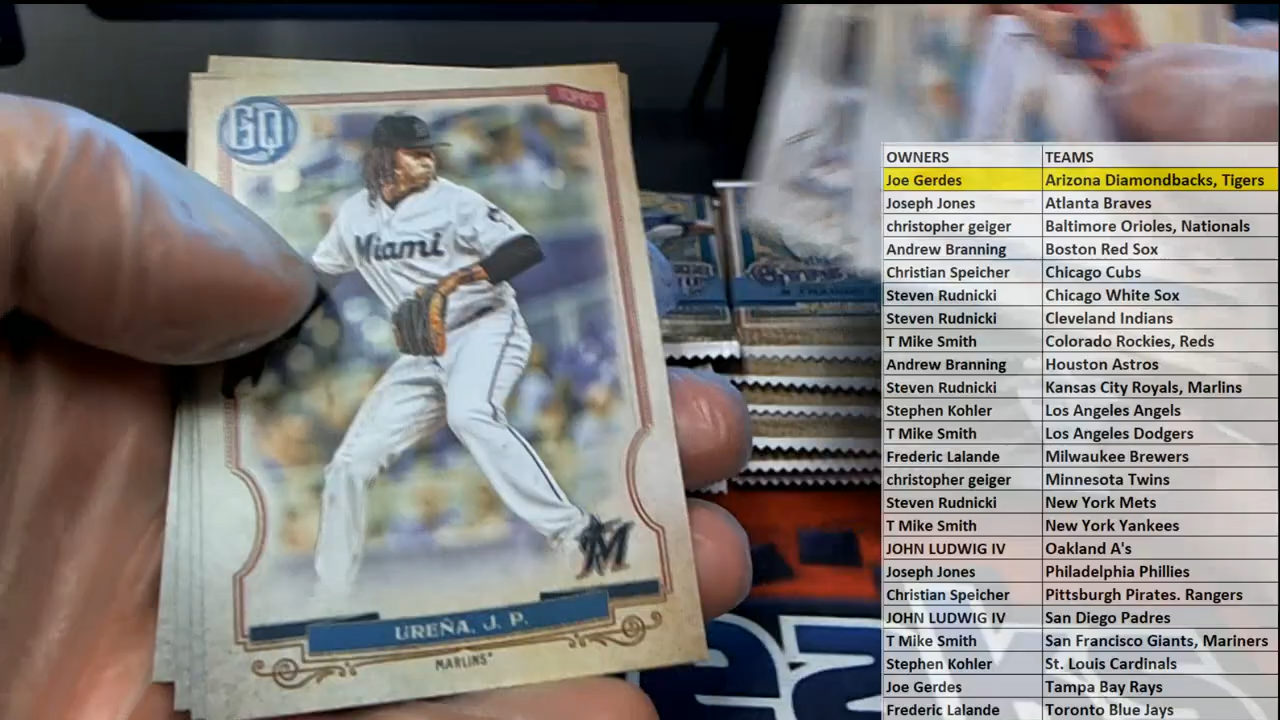 GQ
TOPPS
Miami
M
UREÑA, J. P.
MARLINS
OWNERS TEAMS
Joe Gerdes Arizona Diamondbacks, Tigers
Joseph Jones Atlanta Braves
christopher geiger Baltimore Orioles, Nationals
Andrew Branning Boston Red Sox
Christian Speicher Chicago Cubs
Steven Rudnicki Chicago White Sox
Steven Rudnicki Cleveland Indians
T Mike Smith Colorado Rockies, Reds
Andrew Branning Houston Astros
Steven Rudnicki Kansas City Royals, Marlins
Stephen Kohler Los Angeles Angels
T Mike Smith Los Angeles Dodgers
Frederic Lalande Milwaukee Brewers
christopher geiger Minnesota Twins
Steven Rudnicki New York Mets
T Mike Smith New York Yankees
JOHN LUDWIG IV Oakland A's
Joseph Jones Philadelphia Phillies
Christian Speicher Pittsburgh Pirates. Rangers
JOHN LUDWIG IV San Diego Padres
T Mike Smith San Francisco Giants, Mariners
Stephen Kohler St. Louis Cardinals
Joe Gerdes Tampa Bay Rays
Frederic Lalande Toronto Blue Jays